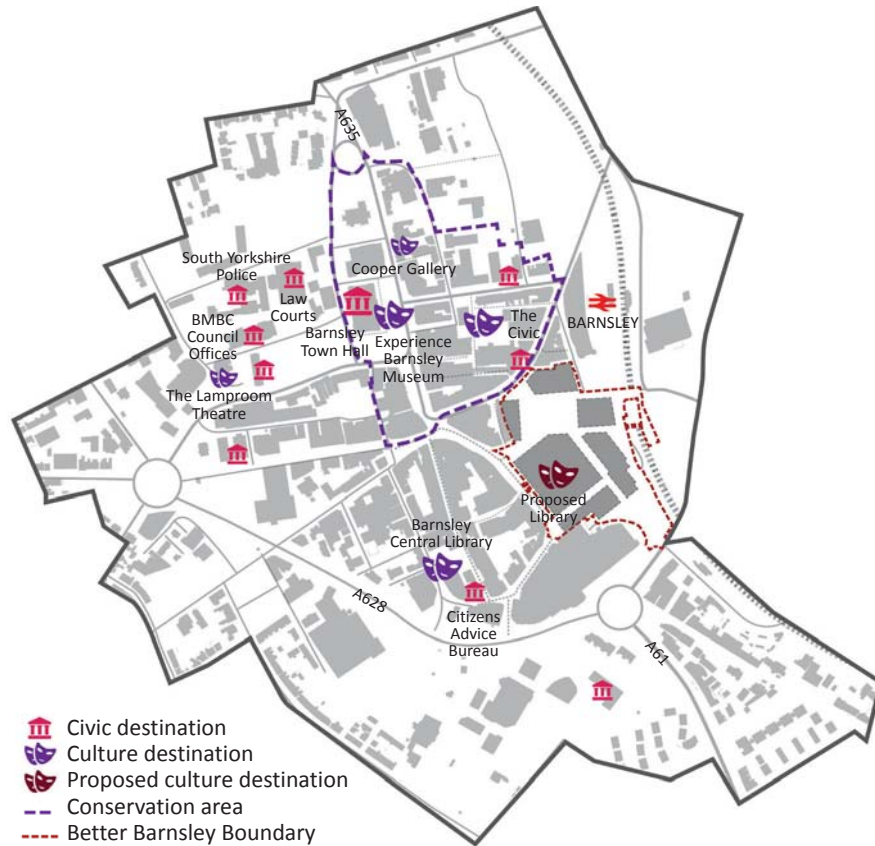 A635
South Yorkshire
Police
Cooper Gallery
Law
Courts
Barnsley
Town Hall
BMBC
Council
Offices
Experience
Barnsley
Museum
The
Civic
BARNSLEY
The Lamproom
Theatre
Proposed
Library
Barnsley
Central Library
A628
Citizens
Advice
Bureau
A61
Civic destination
Culture destination
Proposed culture destination
Conservation area
Better Barnsley Boundary